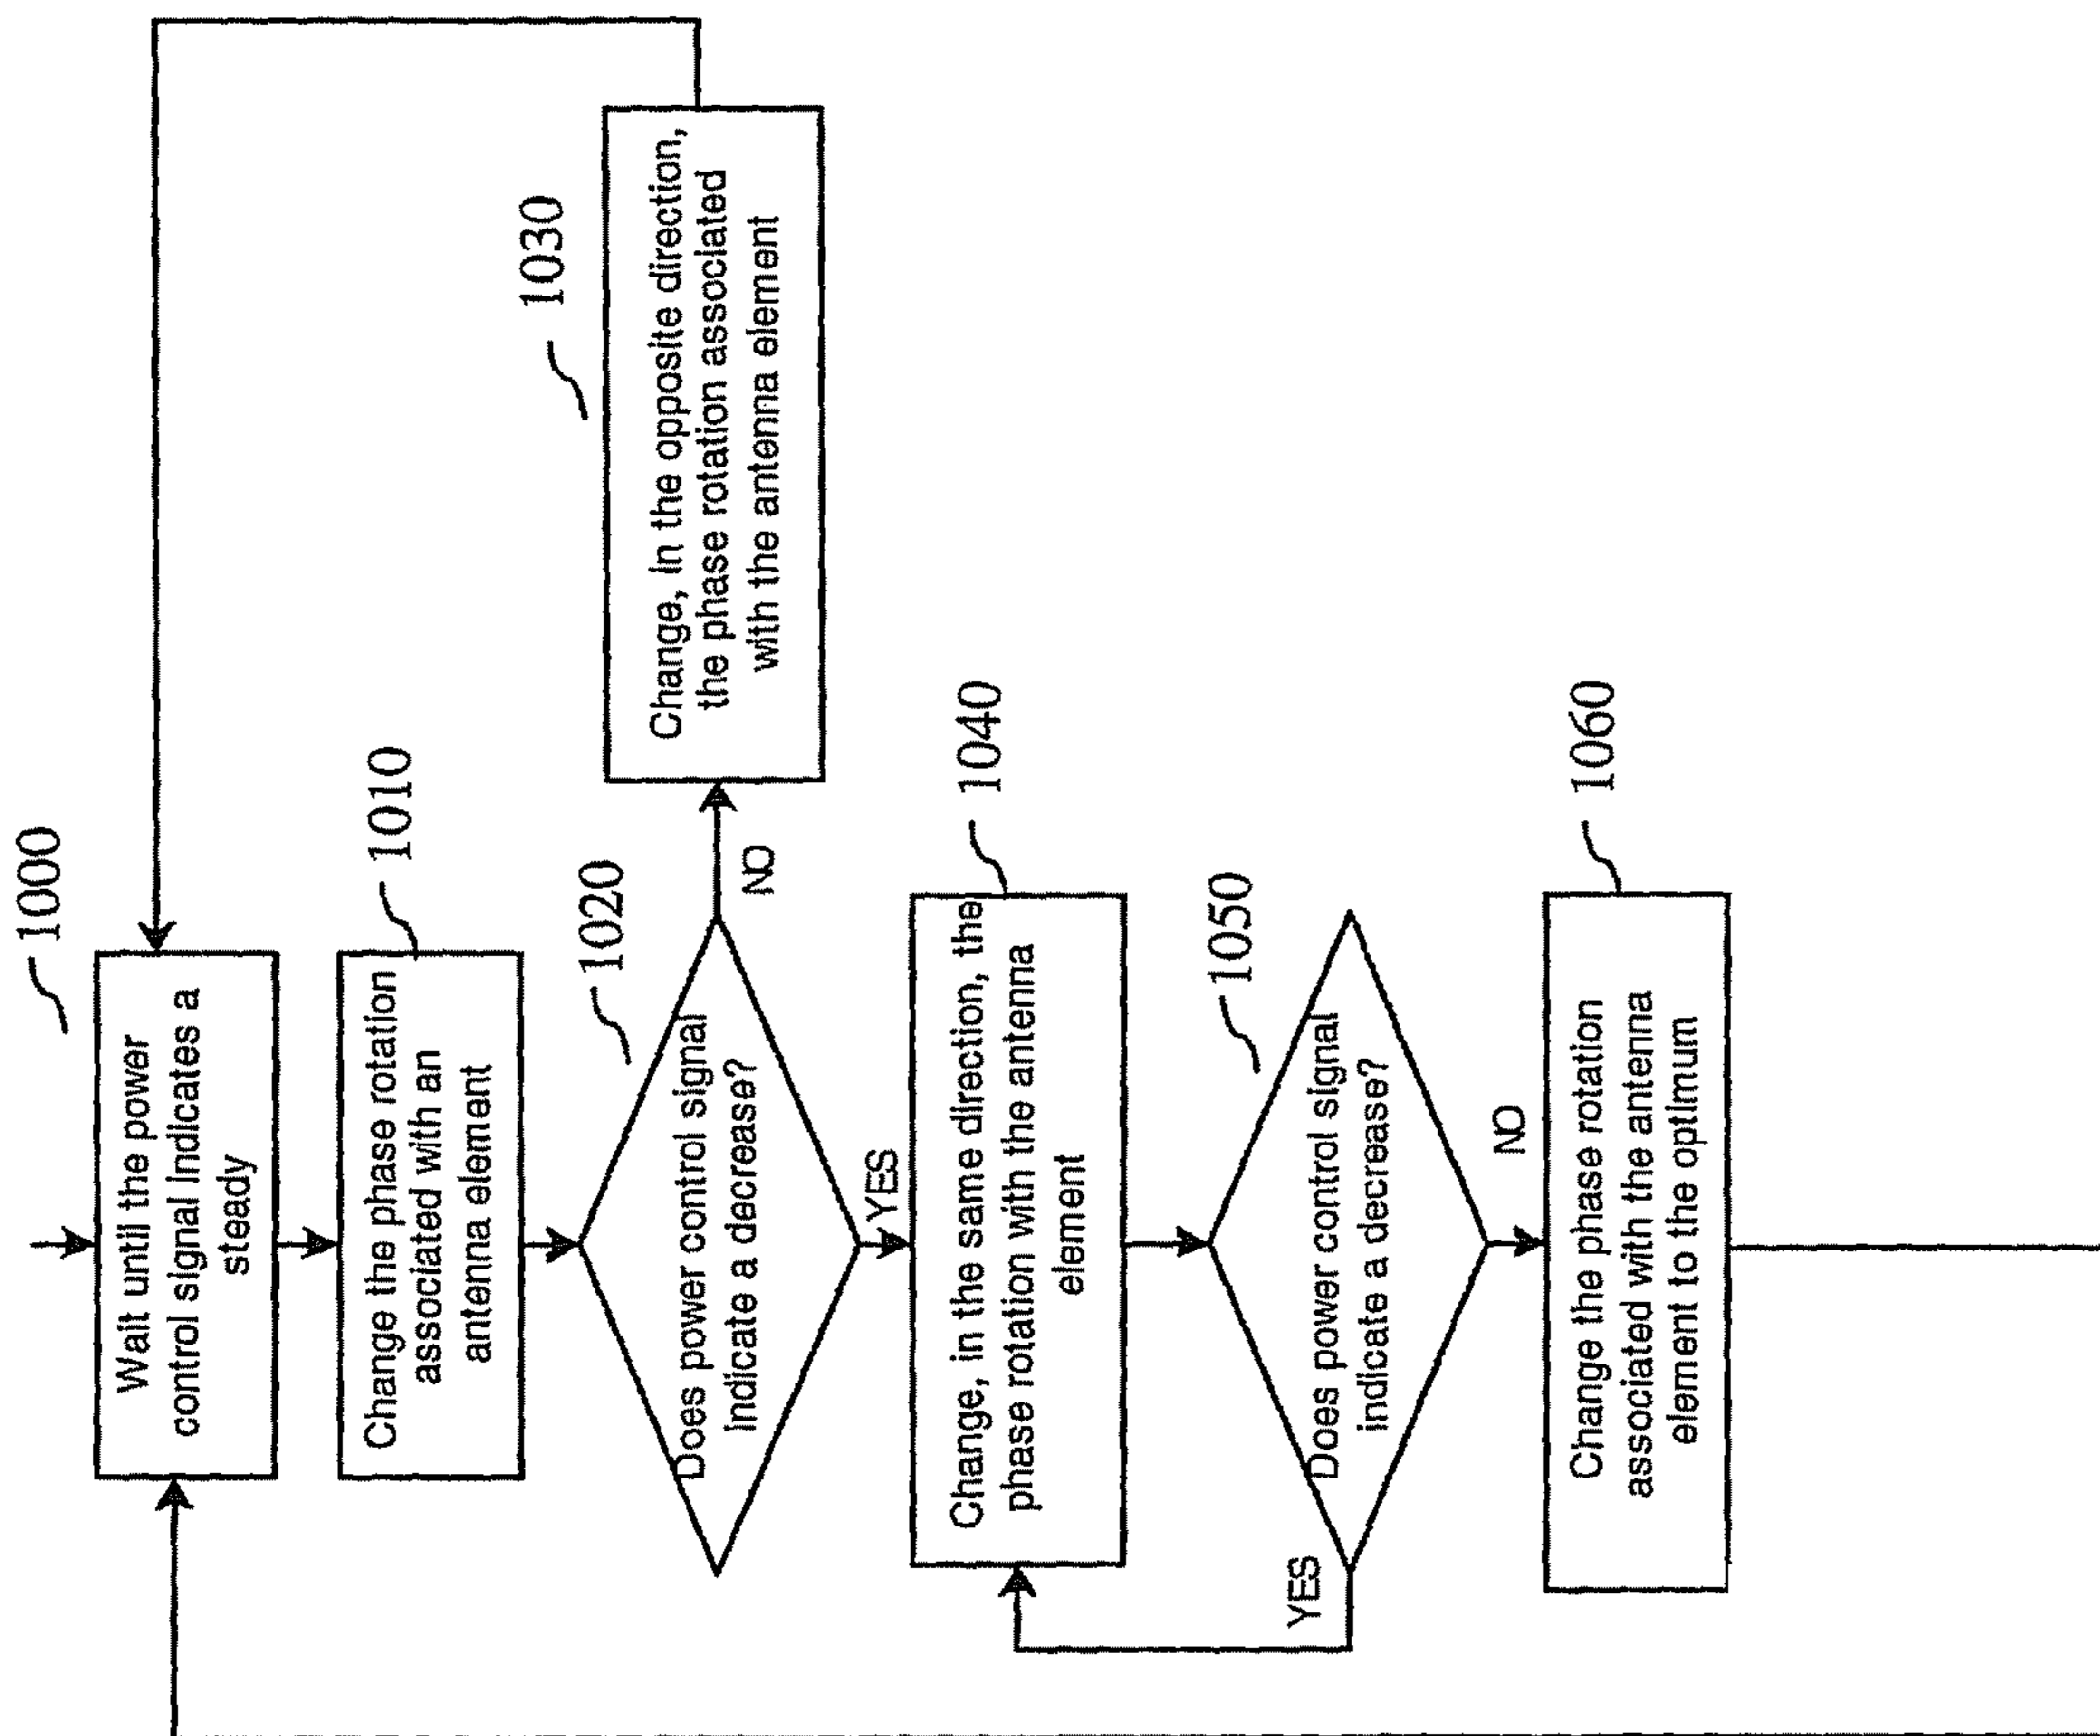 1000
Wait until the power
control signal indicates a
steady
1010
Change the phase rotation
associated with an
antenna element
1020
Does power control signal
indicate a decrease?
NO
1030
Change, in the opposite direction,
the phase rotation associated
with the antenna element
YES
1040
Change, in the same direction, the
phase rotation with the antenna
element
1050
Does power control signal
indicate a decrease?
YES
NO
1060
Change the phase rotation
associated with the antenna
element to the optimum